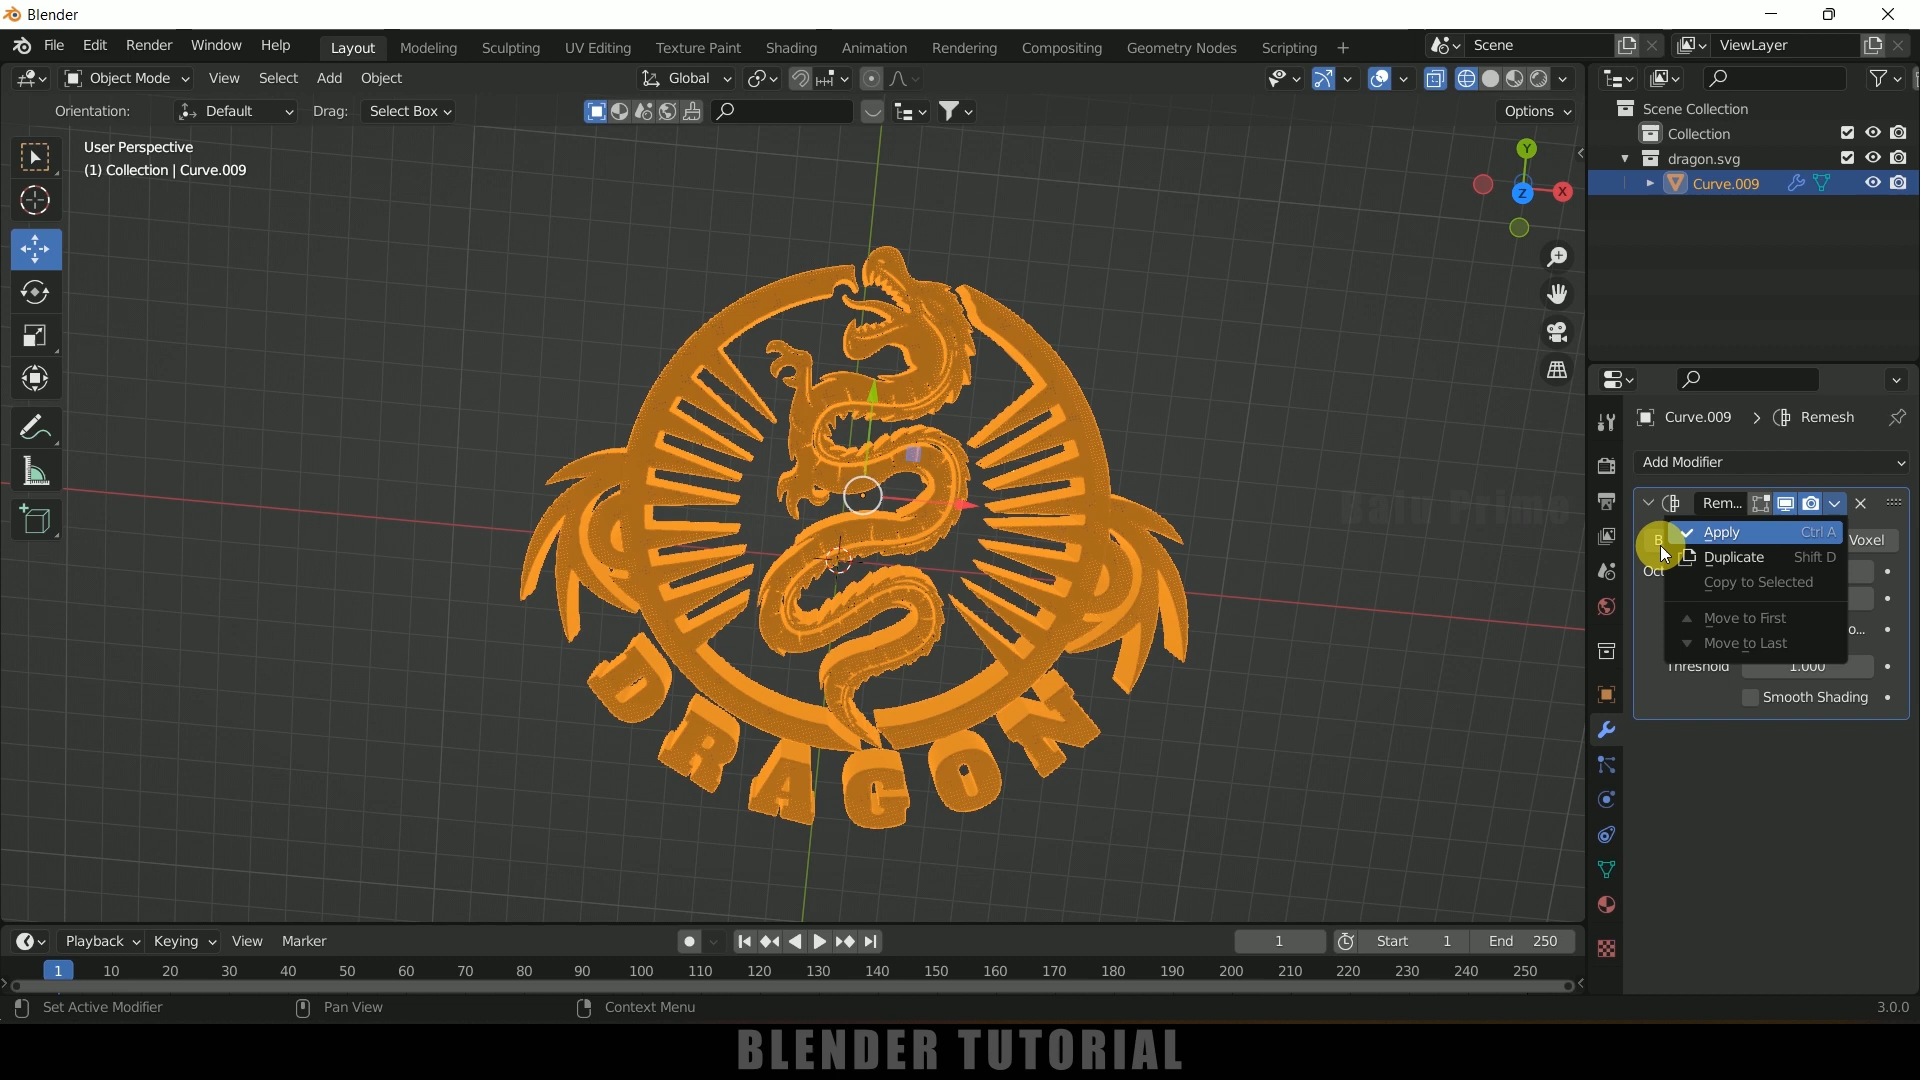 Blender
File Edit Render Window Help Layout Modeling Sculpting UV Editing Texture Paint Shading Animation Rendering Compositing Geometry Nodes Scripting + Scene ViewLayer
Object Mode View Select Add Object Global
Orientation: Default Drag: Select Box Options
User Perspective
(1) Collection | Curve.009
Y
X
Z
Scene Collection
Collection
dragon.svg
Curve.009
Curve.009 Remesh
Add Modifier
Rem...
Apply Ctrl A
Voxel
Duplicate Shift D
Oct
Copy to Selected
Move to First
o...
Move to Last
Threshold 1.000
Smooth Shading
DRAGON
Playback Keying View Marker 1 Start 1 End 250
1 10 20 30 40 50 60 70 80 90 100 110 120 130 140 150 160 170 180 190 200 210 220 230 240 250
Set Active Modifier Pan View Context Menu 3.0.0
BLENDER TUTORIAL